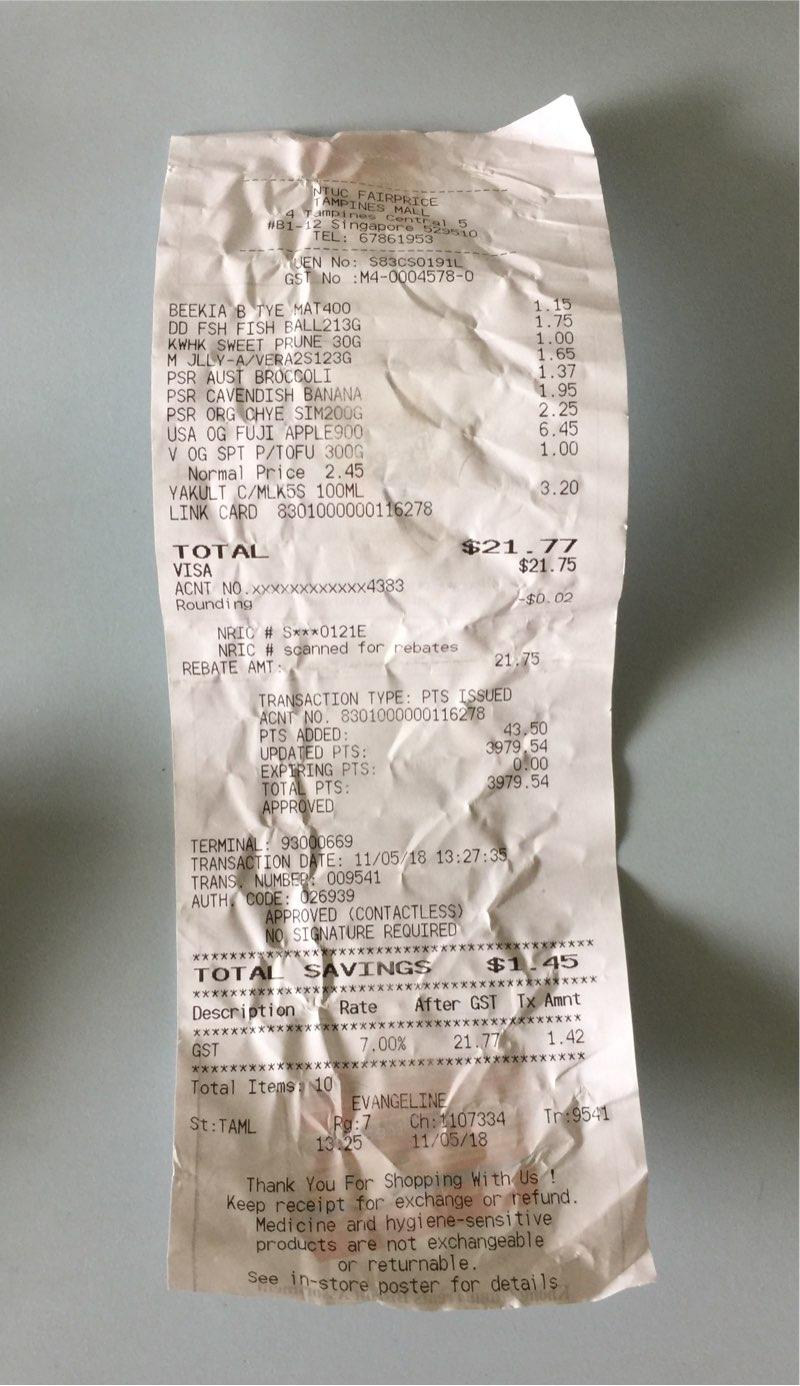 NTUC FAIRPRICE
TAMPINES MALL
4 Tampines Central 5
#B1-12 Singapore 529510
TEL: 67861953
UEN No: S83CS0191L
GST No :M4-0004578-0
BEEKIA B TYE MAT400 1.15
DD FSH FISH BALL213G 1.75
KWHK SWEET PRUNE 30G 1.00
M JLLY-A/VERA2S123G 1.65
PSR AUST BROCCOLI 1.37
PSR CAVENDISH BANANA 1.95
PSR ORG CHYE SIM200G 2.25
USA OG FUJI APPLE900 6.45
V OG SPT P/TOFU 300G 1.00
Normal Price 2.45
YAKULT C/MLK5S 100ML 3.20
LINK CARD 8301000000116278
TOTAL $21.77
VISA $21.75
ACNT NO.xxxxxxxxxxxx4383
Rounding -$0.02
NRIC # S***0121E
NRIC # scanned for rebates
REBATE AMT: 21.75
TRANSACTION TYPE: PTS ISSUED
ACNT NO. 8301000000116278
PTS ADDED: 43.50
UPDATED PTS: 3979.54
EXPIRING PTS: 0.00
TOTAL PTS: 3979.54
APPROVED
TERMINAL: 93000669
TRANSACTION DATE: 11/05/18 13:27:35
TRANS. NUMBER: 009541
AUTH. CODE: 026939
APPROVED (CONTACTLESS)
NO SIGNATURE REQUIRED
TOTAL SAVINGS $1.45
Description Rate After GST Tx Amnt
GST 7.00% 21.77 1.42
Total Items: 10
EVANGELINE
St:TAML Rg:7 Ch:1107334 Tr:9541
13:25 11/05/18
Thank You For Shopping With Us !
Keep receipt for exchange or refund.
Medicine and hygiene-sensitive
products are not exchangeable
or returnable.
See in-store poster for details